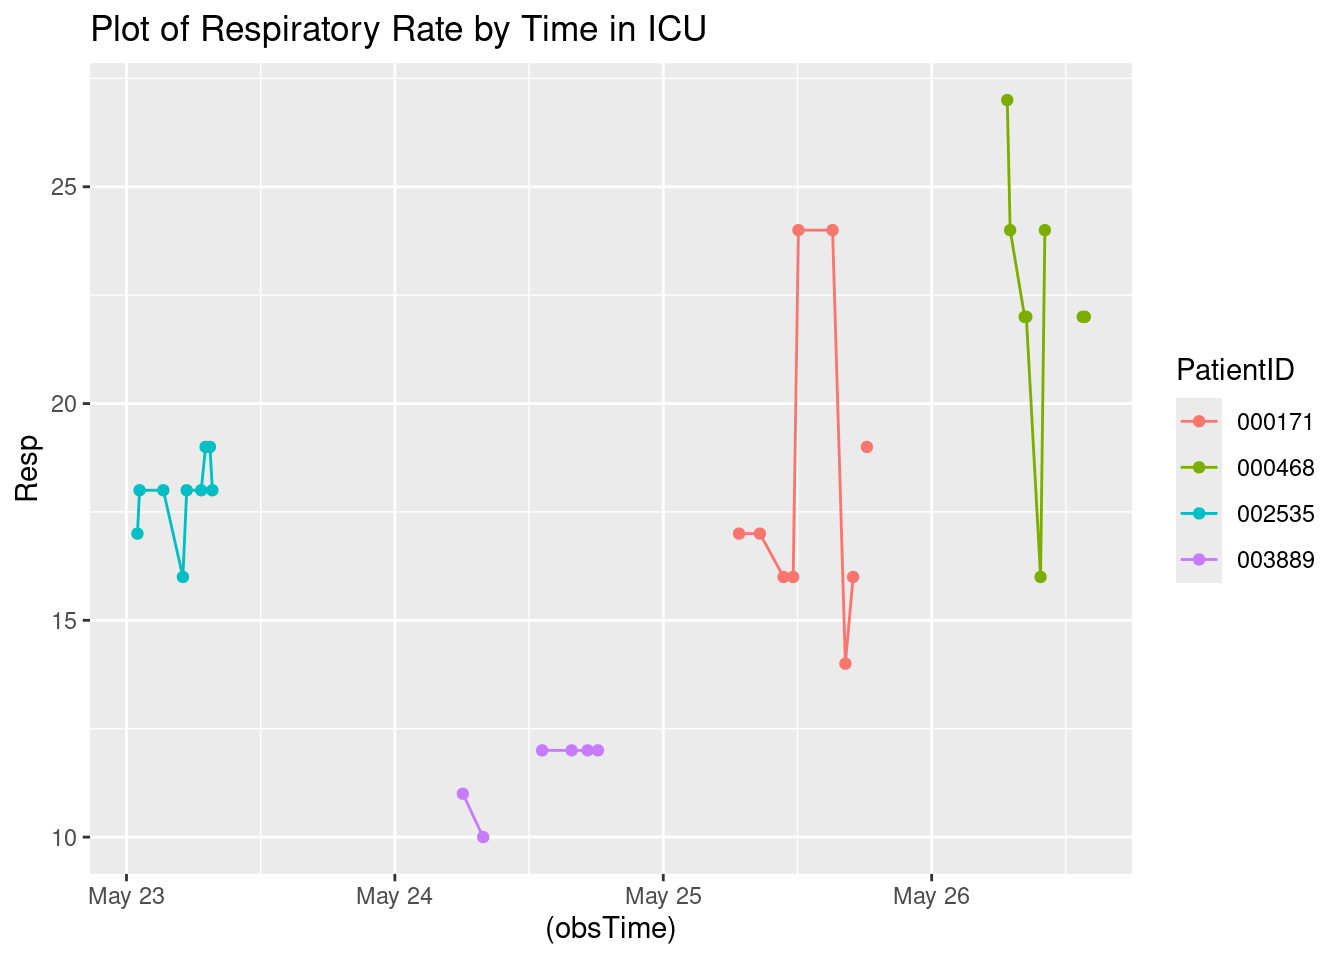 Plot of Respiratory Rate by Time in ICU
25
20
15
10
Resp
May 23
May 24
May 25
May 26
(obsTime)
PatientID
000171
000468
002535
003889